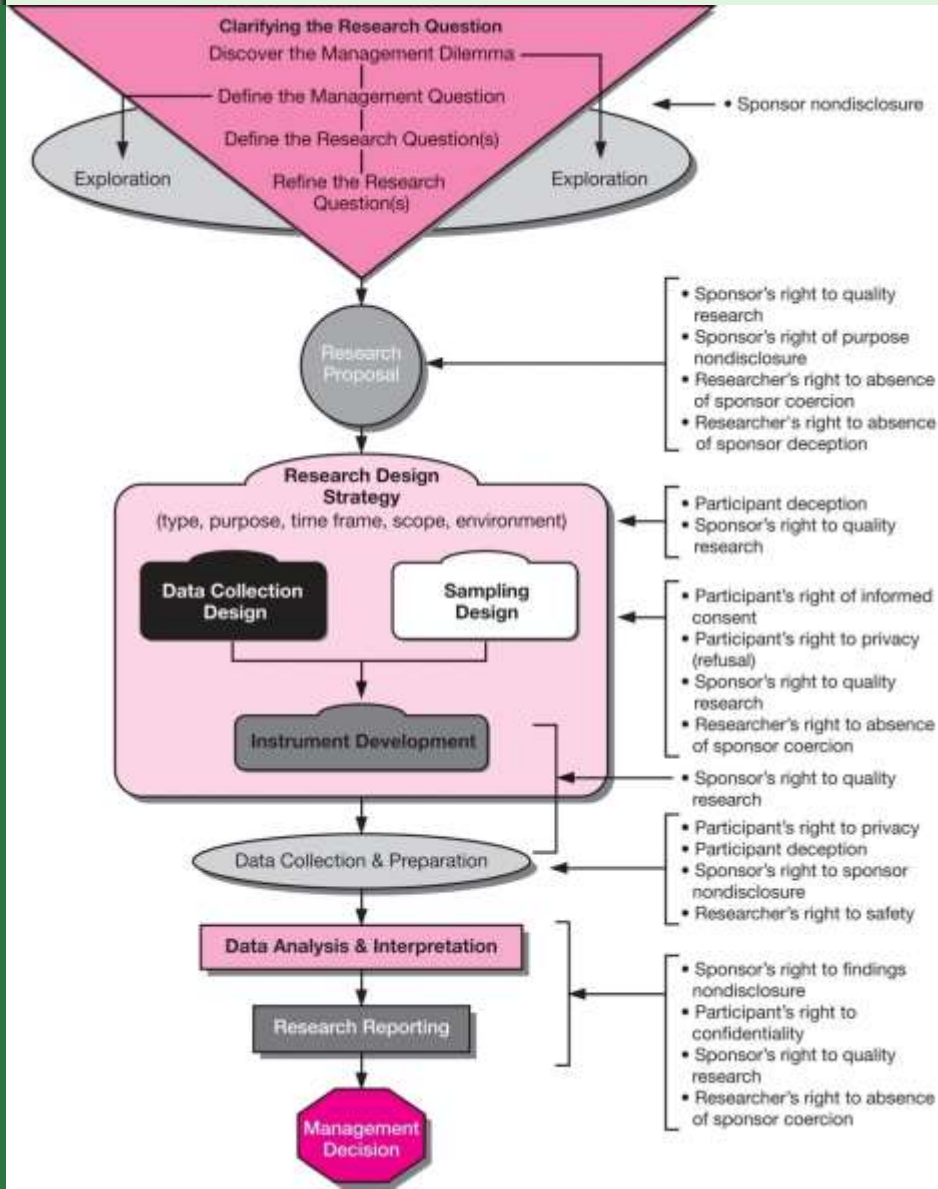 Clarifying the Research Question
Discover the Management Dilemma
Define the Management Question
• Sponsor nondisclosure
Define the Research Question(s)
Exploration
Refine the Research
Question(s)
Exploration
• Sponsor's right to quality
research
• Sponsor's right of purpose
nondisclosure
• Researcher's right to absence
of sponsor coercion
• Researcher's right to absence
of sponsor deception
Research
Proposal
Research Design
Strategy
(type, purpose, time frame, scope, environment)
• Participant deception
• Sponsor's right to quality
research
Data Collection
Design
Sampling
Design
• Participant's right of informed
consent
• Participant's right to privacy
(refusal)
• Sponsor's right to quality
research
• Researcher's right to absence
of sponsor coercion
Instrument Development
• Sponsor's right to quality
research
Data Collection & Preparation
• Participant's right to privacy
• Participant deception
• Sponsor's right to sponsor
nondisclosure
• Researcher's right to safety
Data Analysis & Interpretation
Research Reporting
• Sponsor's right to findings
nondisclosure
• Participant's right to
confidentiality
• Sponsor's right to quality
research
• Researcher's right to absence
of sponsor coercion
Management
Decision